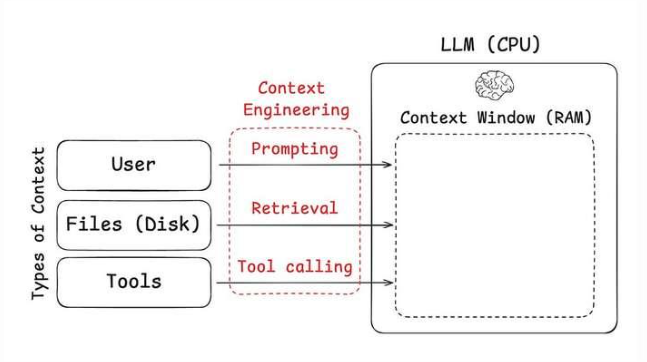 LLM (CPU)
Context
Engineering
Context Window (RAM)
Types of Context
User
Prompting
Files (Disk)
Retrieval
Tools
Tool calling